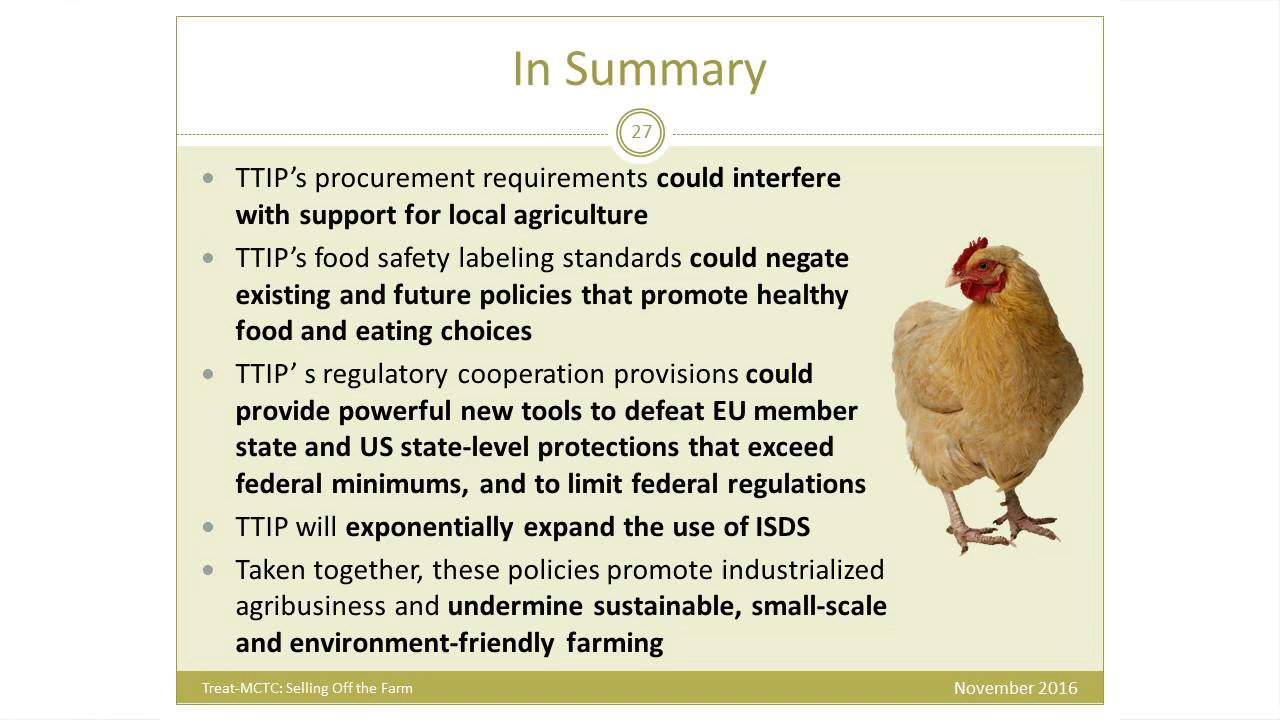 In Summary
27
• TTIP’s procurement requirements could interfere
with support for local agriculture
• TTIP’s food safety labeling standards could negate
existing and future policies that promote healthy
food and eating choices
• TTIP’ s regulatory cooperation provisions could
provide powerful new tools to defeat EU member
state and US state-level protections that exceed
federal minimums, and to limit federal regulations
• TTIP will exponentially expand the use of ISDS
• Taken together, these policies promote industrialized
agribusiness and undermine sustainable, small-scale
and environment-friendly farming
Treat-MCTC: Selling Off the Farm
November 2016